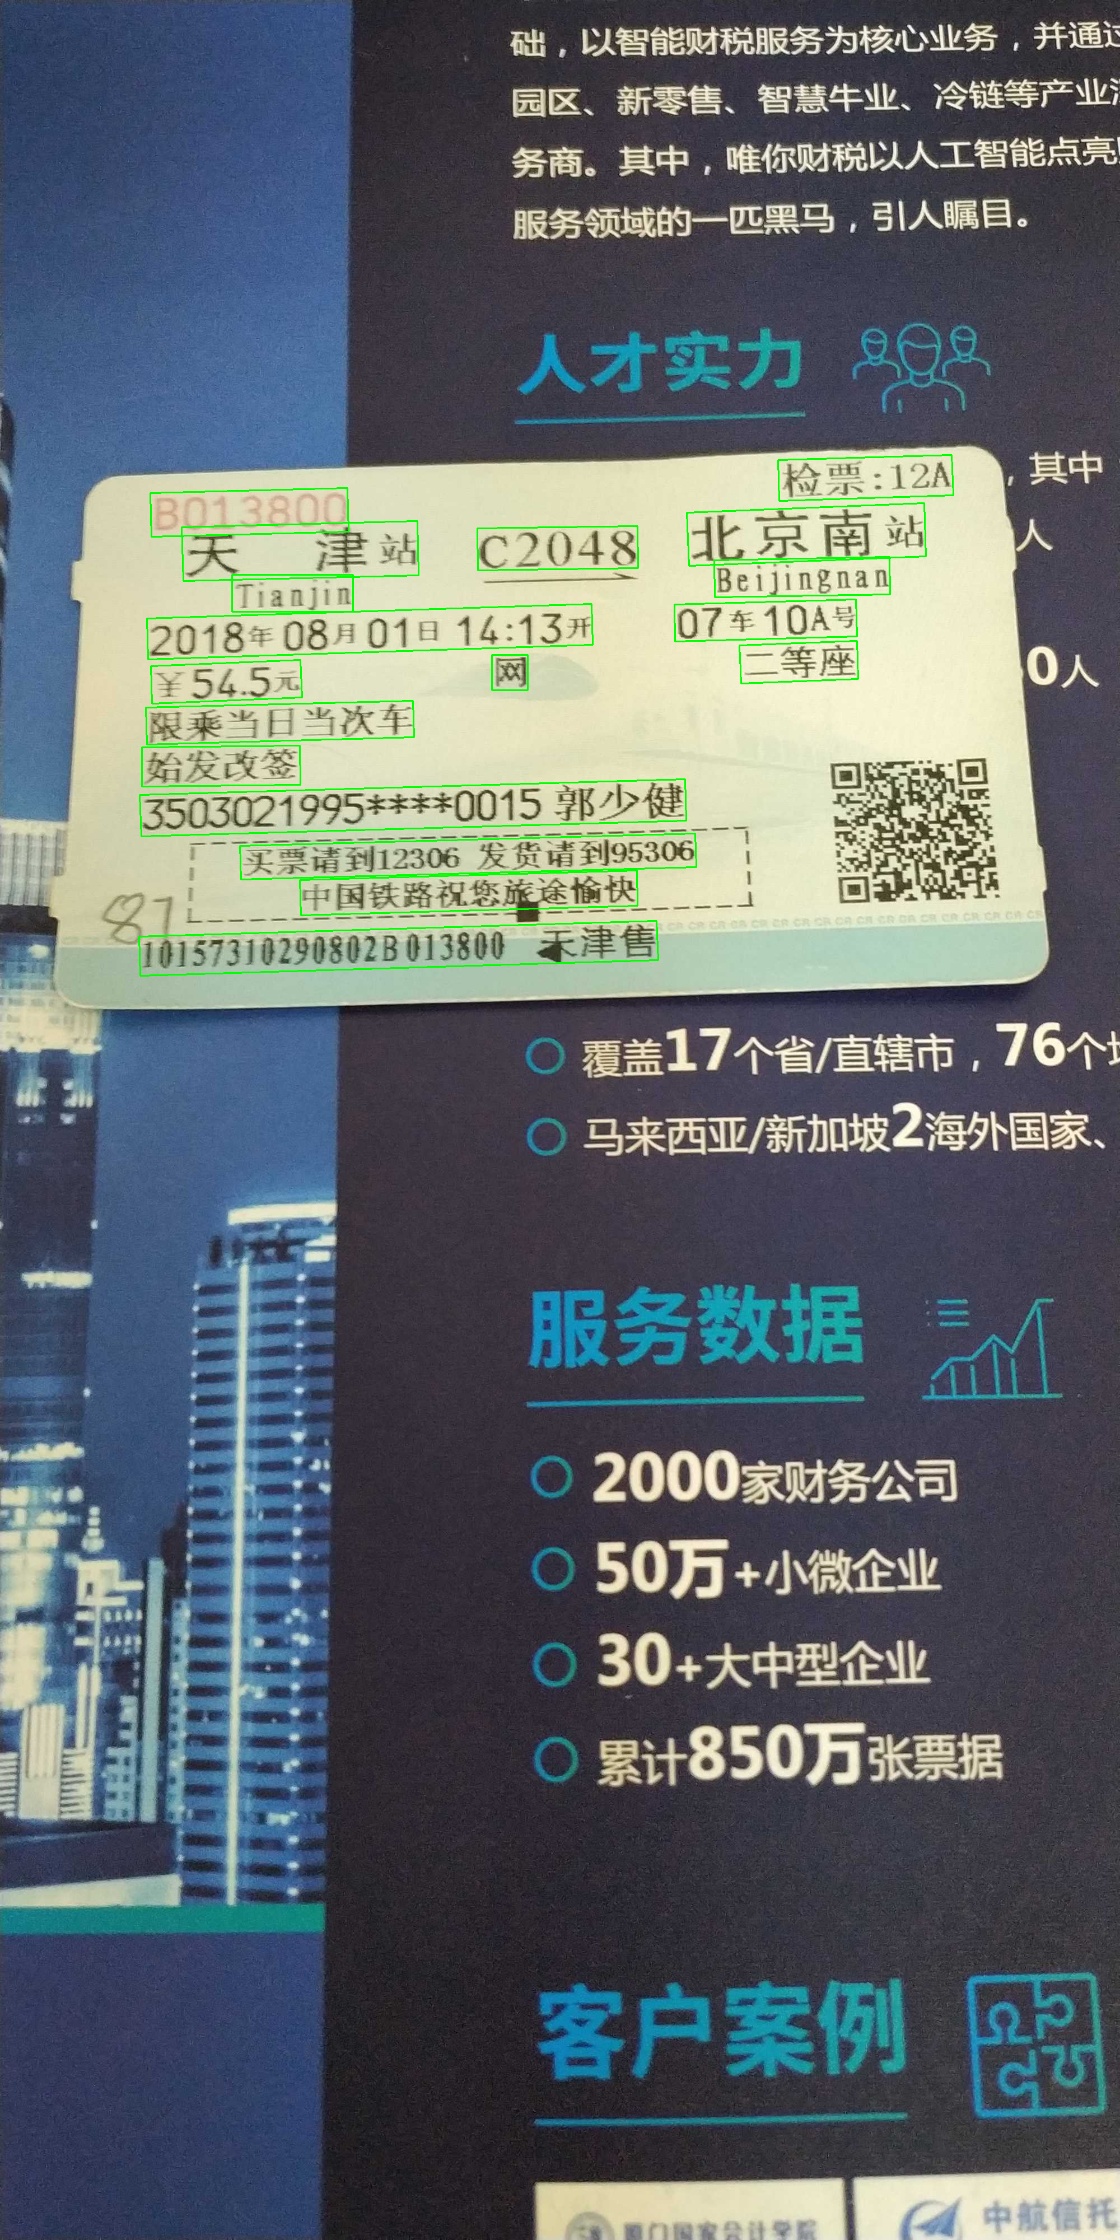 础，以智能财税服务为核心业务，并通过
园区、新零售、智慧牛业、冷链等产业
务商。其中，唯你财税以人工智能点亮
服务领域的一匹黑马，引人瞩目。
人才实力
，其中
人
0人
检票:12A
B013800
天 津站 C2048 北京南站
Tianjin Beijingnan
2018年08月01日 14:13开 07车10A号
￥54.5元 网 二等座
限乘当日当次车
始发改签
3503021995****0015 郭少健
买票请到12306 发货请到95306
中国铁路祝您旅途愉快
87
10157310290802B013800 天津售
覆盖17个省/直辖市，76个
马来西亚/新加坡2海外国家、
服务数据
2000家财务公司
50万+小微企业
30+大中型企业
累计850万张票据
客户案例
厦门国家会计学院
中航信托